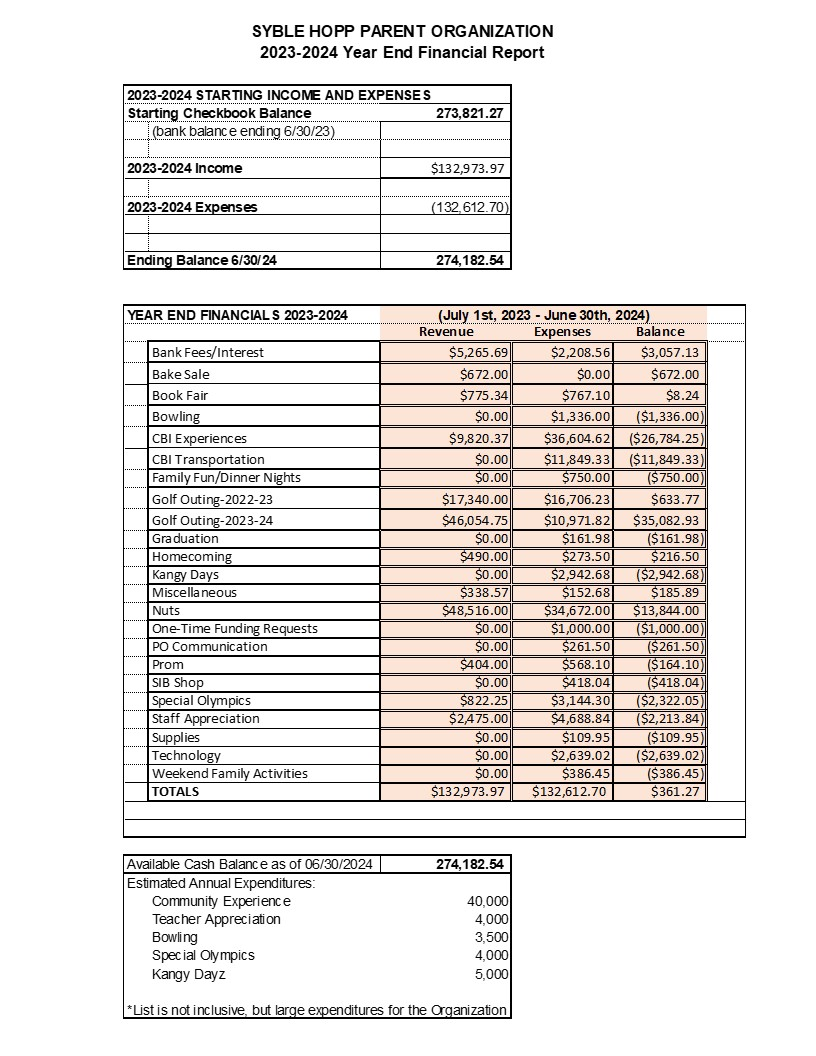 SYBLE HOPP PARENT ORGANIZATION
2023-2024 Year End Financial Report
2023-2024 STARTING INCOME AND EXPENSES
Starting Checkbook Balance 273,821.27
(bank balance ending 6/30/23)
2023-2024 Income $132,973.97
2023-2024 Expenses (132,612.70)
Ending Balance 6/30/24 274,182.54
YEAR END FINANCIALS 2023-2024 (July 1st, 2023 - June 30th, 2024)
Revenue Expenses Balance
Bank Fees/Interest $5,265.69 $2,208.56 $3,057.13
Bake Sale $672.00 $0.00 $672.00
Book Fair $775.34 $767.10 $8.24
Bowling $0.00 $1,336.00 ($1,336.00)
CBI Experiences $9,820.37 $36,604.62 ($26,784.25)
CBI Transportation $0.00 $11,849.33 ($11,849.33)
Family Fun/Dinner Nights $0.00 $750.00 ($750.00)
Golf Outing-2022-23 $17,340.00 $16,706.23 $633.77
Golf Outing-2023-24 $46,054.75 $10,971.82 $35,082.93
Graduation $0.00 $161.98 ($161.98)
Homecoming $490.00 $273.50 $216.50
Kangy Days $0.00 $2,942.68 ($2,942.68)
Miscellaneous $338.57 $152.68 $185.89
Nuts $48,516.00 $34,672.00 $13,844.00
One-Time Funding Requests $0.00 $1,000.00 ($1,000.00)
PO Communication $0.00 $261.50 ($261.50)
Prom $404.00 $568.10 ($164.10)
SIB Shop $0.00 $418.04 ($418.04)
Special Olympics $822.25 $3,144.30 ($2,322.05)
Staff Appreciation $2,475.00 $4,688.84 ($2,213.84)
Supplies $0.00 $109.95 ($109.95)
Technology $0.00 $2,639.02 ($2,639.02)
Weekend Family Activities $0.00 $386.45 ($386.45)
TOTALS $132,973.97 $132,612.70 $361.27
Available Cash Balance as of 06/30/2024 274,182.54
Estimated Annual Expenditures:
Community Experience 40,000
Teacher Appreciation 4,000
Bowling 3,500
Special Olympics 4,000
Kangy Dayz 5,000
*List is not inclusive, but large expenditures for the Organization